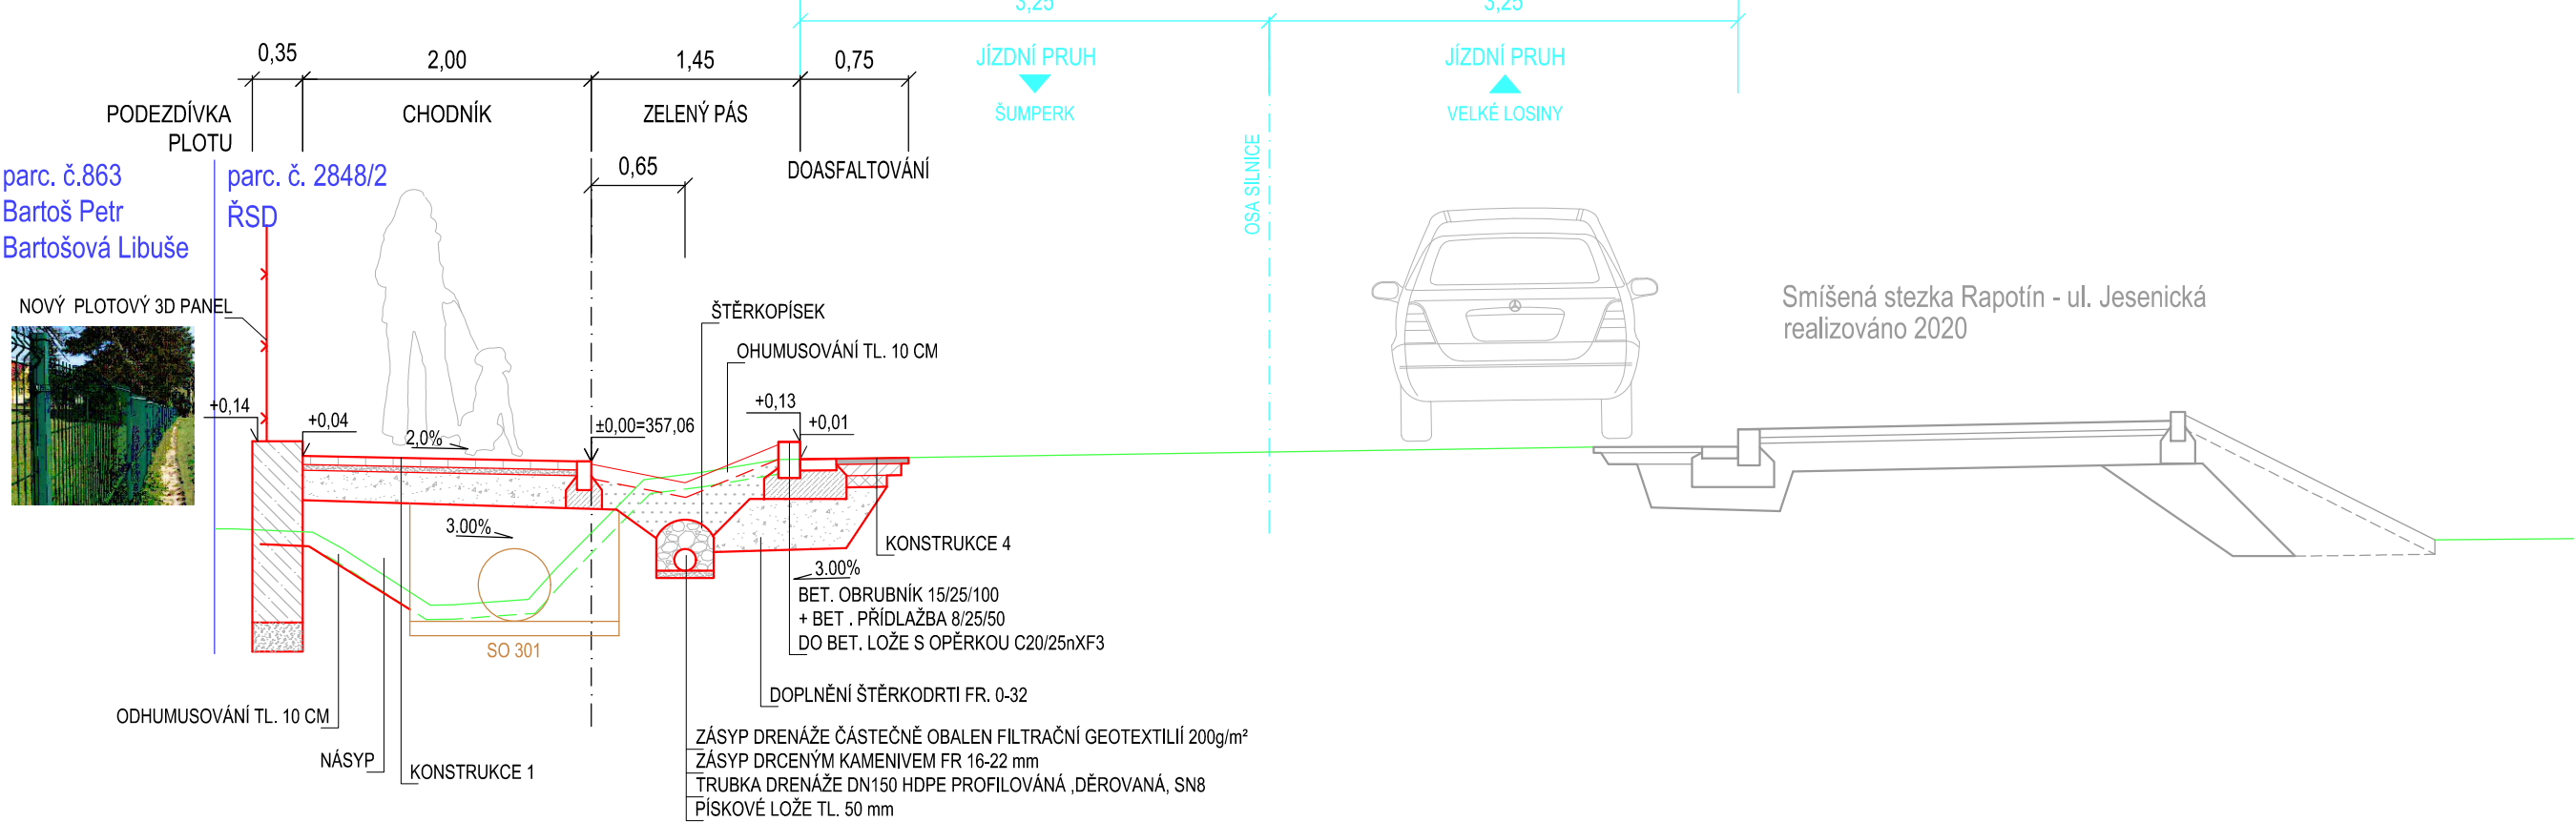 3,25
3,25
0,35
2,00
1,45
0,75
JÍZDNÍ PRUH
JÍZDNÍ PRUH
PODEZDÍVKA
PLOTU
CHODNÍK
ZELENÝ PÁS
ŠUMPERK
VELKÉ LOSINY
0,65
DOASFALTOVÁNÍ
OSA SILNICE
parc. č.863
Bartoš Petr
Bartošová Libuše
parc. č. 2848/2
ŘSD
NOVÝ PLOTOVÝ 3D PANEL
ŠTĚRKOPÍSEK
OHUMUSOVÁNÍ TL. 10 CM
Smíšená stezka Rapotín - ul. Jesenická
realizováno 2020
+0,14
+0,04
2,0%
±0,00=357,06
+0,13
+0,01
3.00%
KONSTRUKCE 4
3.00%
BET. OBRUBNÍK 15/25/100
+ BET . PŘÍDLAŽBA 8/25/50
DO BET. LOŽE S OPĚRKOU C20/25nXF3
SO 301
DOPLNĚNÍ ŠTĚRKODRTI FR. 0-32
ODHUMUSOVÁNÍ TL. 10 CM
NÁSYP
KONSTRUKCE 1
ZÁSYP DRENÁŽE ČÁSTEČNĚ OBALEN FILTRAČNÍ GEOTEXTILIÍ 200g/m²
ZÁSYP DRCENÝM KAMENIVEM FR 16-22 mm
TRUBKA DRENÁŽE DN150 HDPE PROFILOVÁNÁ ,DĚROVANÁ, SN8
PÍSKOVÉ LOŽE TL. 50 mm